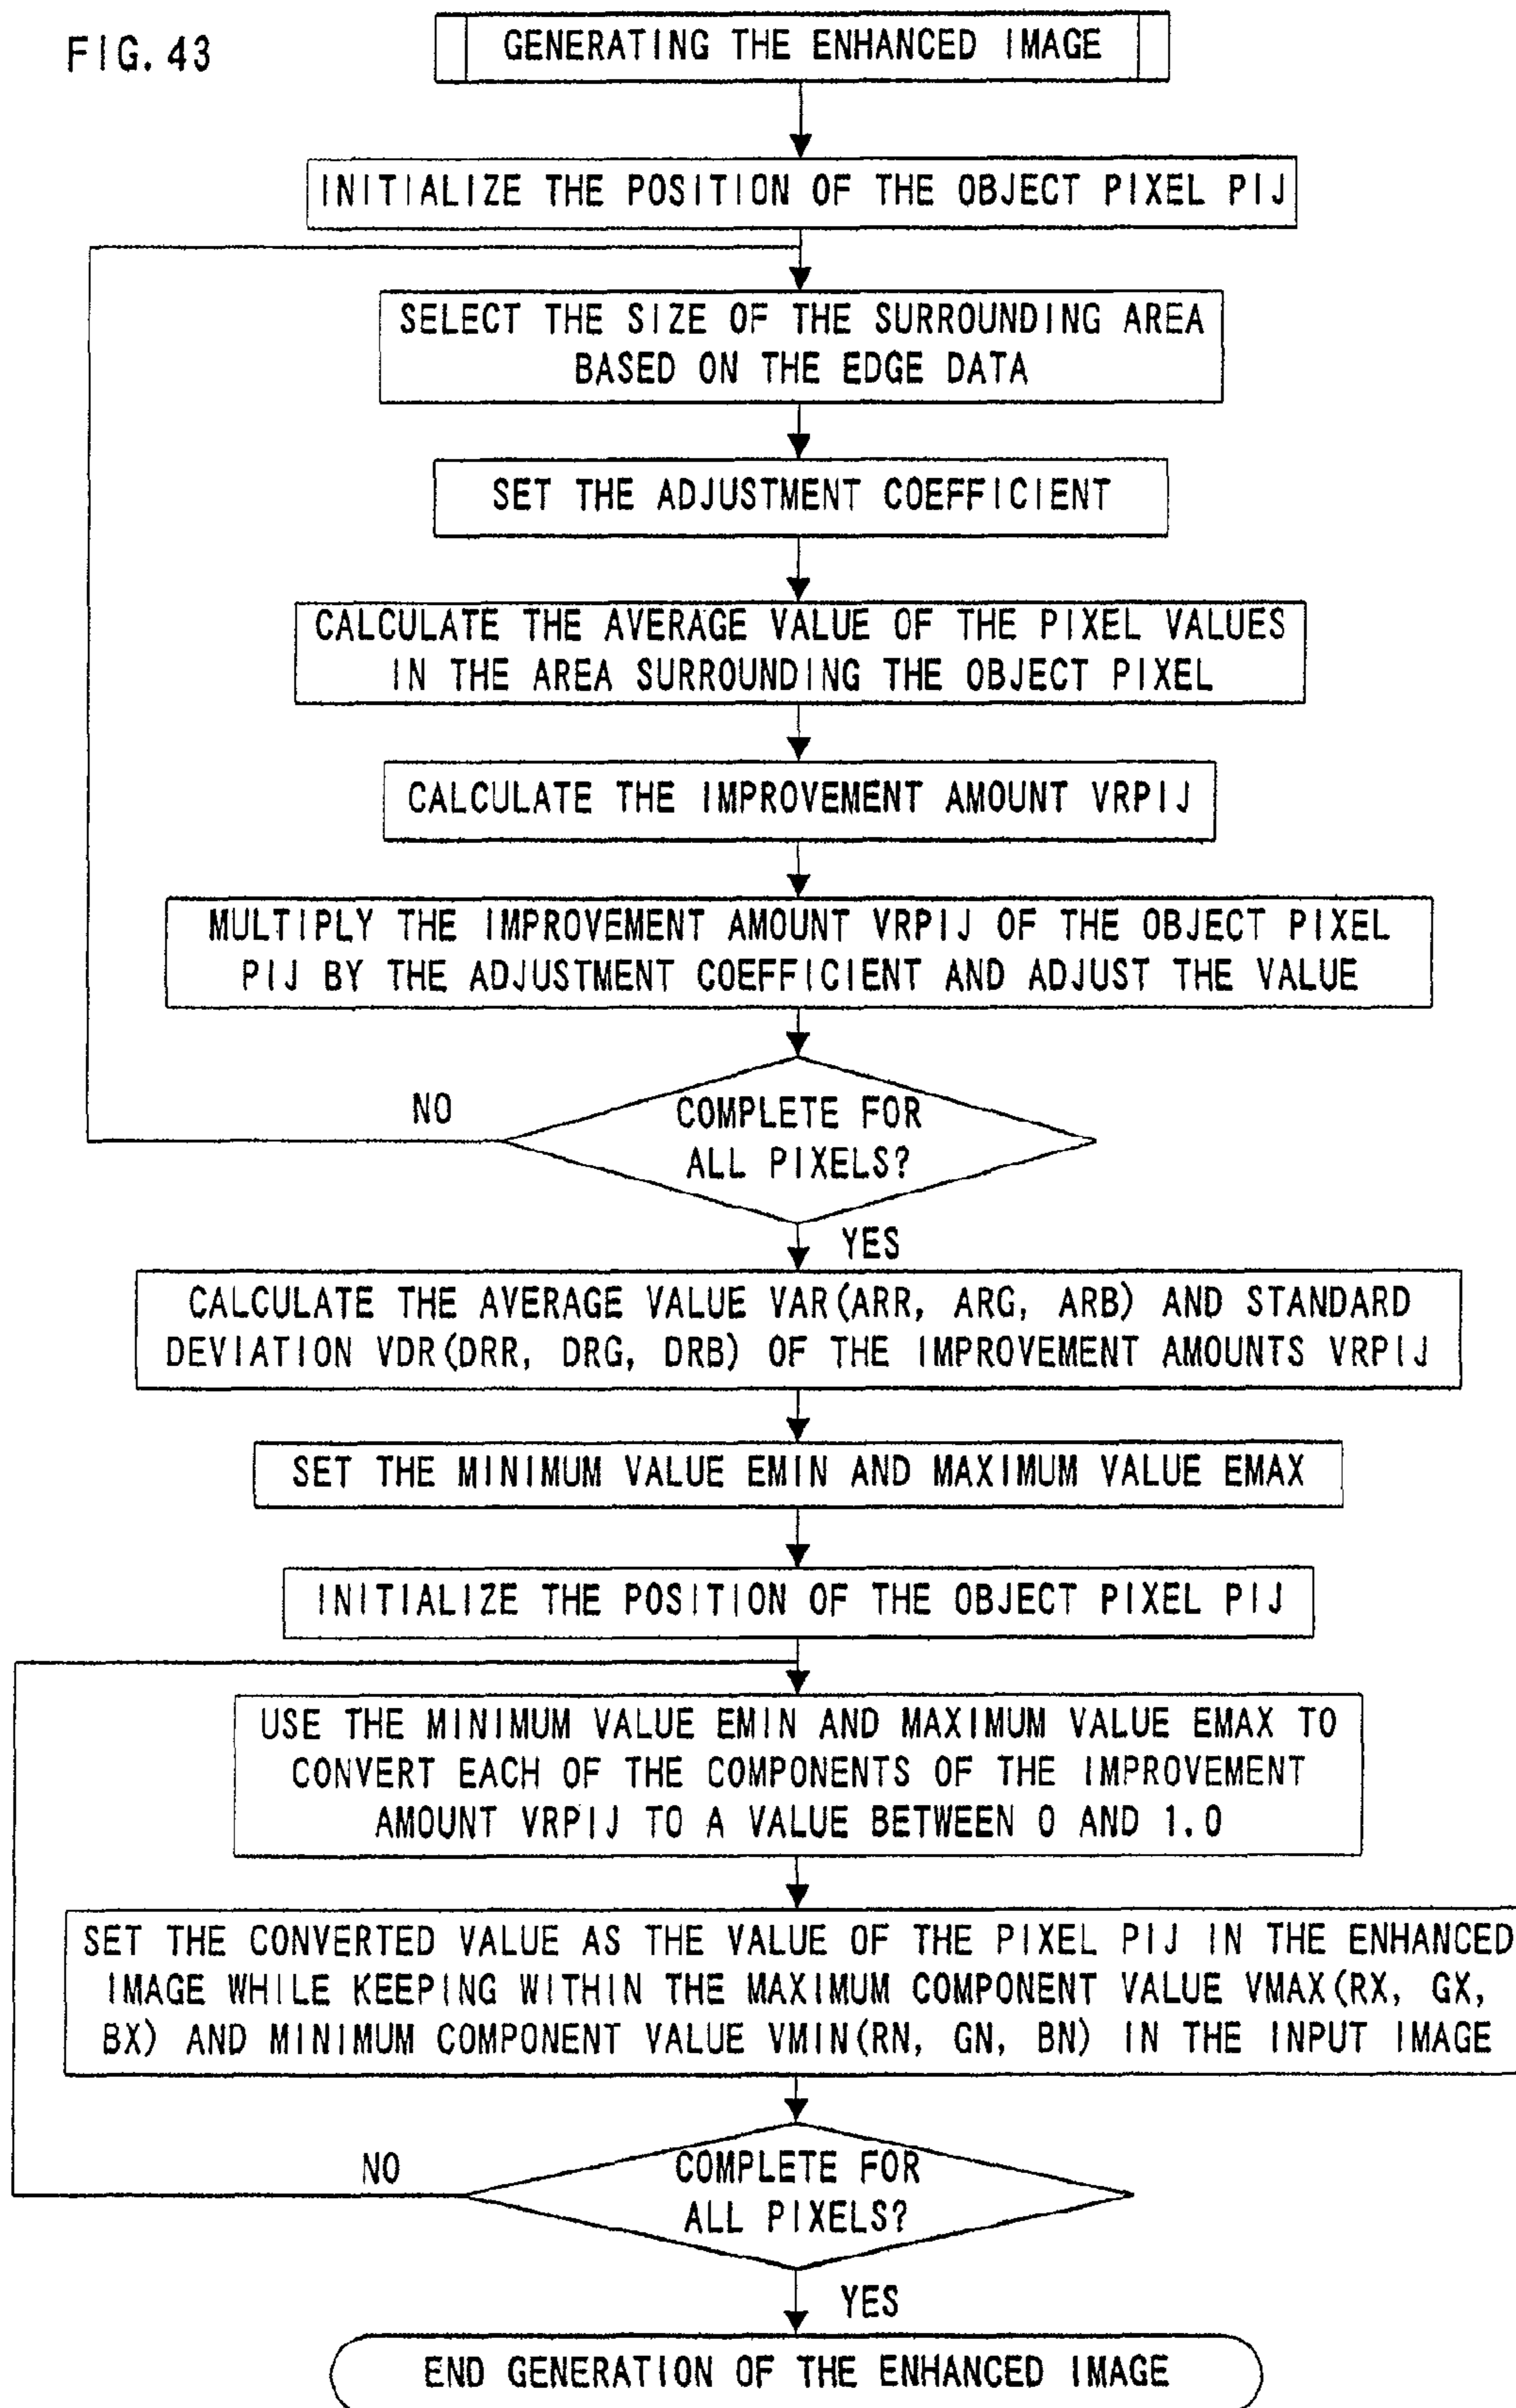 FIG. 43
GENERATING THE ENHANCED IMAGE
INITIALIZE THE POSITION OF THE OBJECT PIXEL PIJ
SELECT THE SIZE OF THE SURROUNDING AREA
BASED ON THE EDGE DATA
SET THE ADJUSTMENT COEFFICIENT
CALCULATE THE AVERAGE VALUE OF THE PIXEL VALUES
IN THE AREA SURROUNDING THE OBJECT PIXEL
CALCULATE THE IMPROVEMENT AMOUNT VRPIJ
MULTIPLY THE IMPROVEMENT AMOUNT VRPIJ OF THE OBJECT PIXEL
PIJ BY THE ADJUSTMENT COEFFICIENT AND ADJUST THE VALUE
NO
COMPLETE FOR
ALL PIXELS?
YES
CALCULATE THE AVERAGE VALUE VAR(ARR, ARG, ARB) AND STANDARD
DEVIATION VDR(DRR, DRG, DRB) OF THE IMPROVEMENT AMOUNTS VRPIJ
SET THE MINIMUM VALUE EMIN AND MAXIMUM VALUE EMAX
INITIALIZE THE POSITION OF THE OBJECT PIXEL PIJ
USE THE MINIMUM VALUE EMIN AND MAXIMUM VALUE EMAX TO
CONVERT EACH OF THE COMPONENTS OF THE IMPROVEMENT
AMOUNT VRPIJ TO A VALUE BETWEEN 0 AND 1.0
SET THE CONVERTED VALUE AS THE VALUE OF THE PIXEL PIJ IN THE ENHANCED
IMAGE WHILE KEEPING WITHIN THE MAXIMUM COMPONENT VALUE VMAX(RX, GX,
BX) AND MINIMUM COMPONENT VALUE VMIN(RN, GN, BN) IN THE INPUT IMAGE
NO
COMPLETE FOR
ALL PIXELS?
YES
END GENERATION OF THE ENHANCED IMAGE